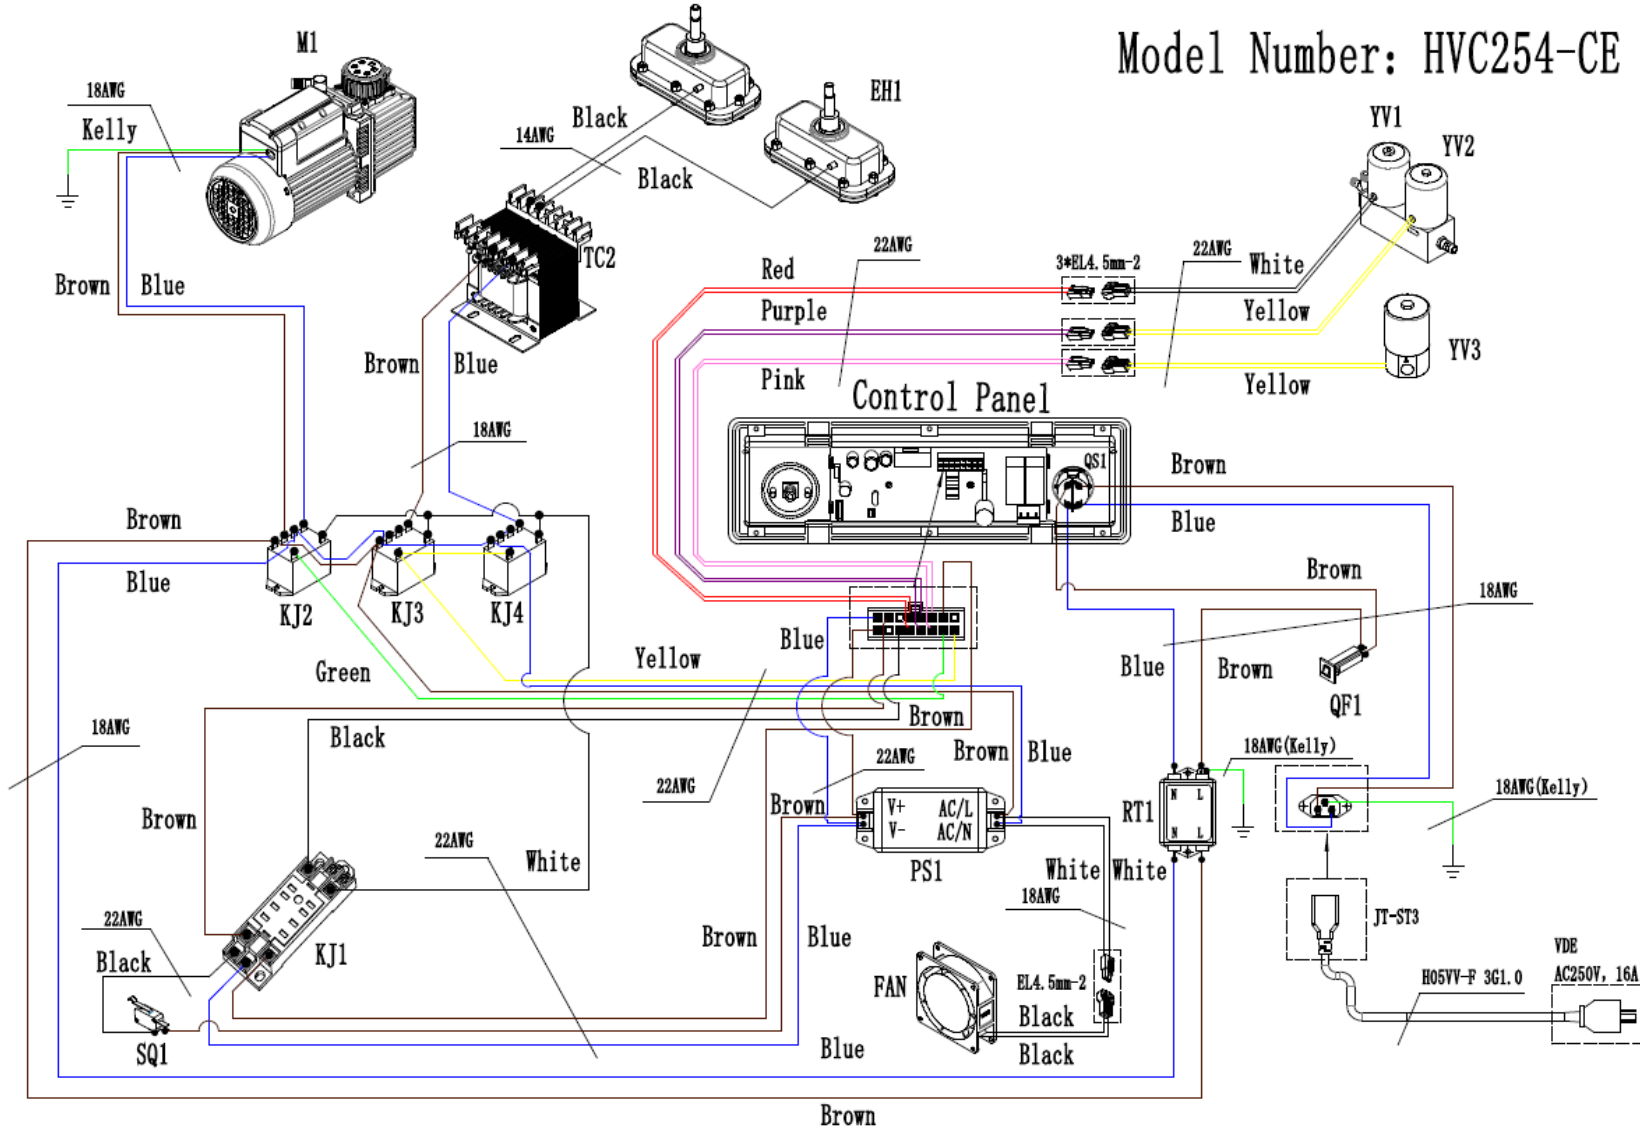 Model Number: HVC254-CE
M1
EH1
18AWG
Kelly
Black
14AWG
Black
YV1
YV2
TC2
22AWG
3*EL4.5mm-2
22AWG
White
Red
Brown
Blue
Purple
Yellow
Brown
Blue
YV3
Pink
Yellow
Control Panel
18AWG
QS1
Brown
Brown
Blue
Blue
Brown
KJ2
KJ3
KJ4
18AWG
Blue
Green
Yellow
Blue
Brown
QF1
18AWG
Black
Brown
Brown
Blue
18AWG(Kelly)
22AWG
22AWG
18AWG(Kelly)
Brown
V+
AC/L
V-
AC/N
N
L
RT1
N
L
Brown
22AWG
White
PS1
White
White
18AWG
22AWG
JT-ST3
Black
KJ1
Brown
Blue
VDE
AC250V, 16A
FAN
EL4.5mm-2
H05VV-F 3G1.0
Black
SQ1
Blue
Black
Brown